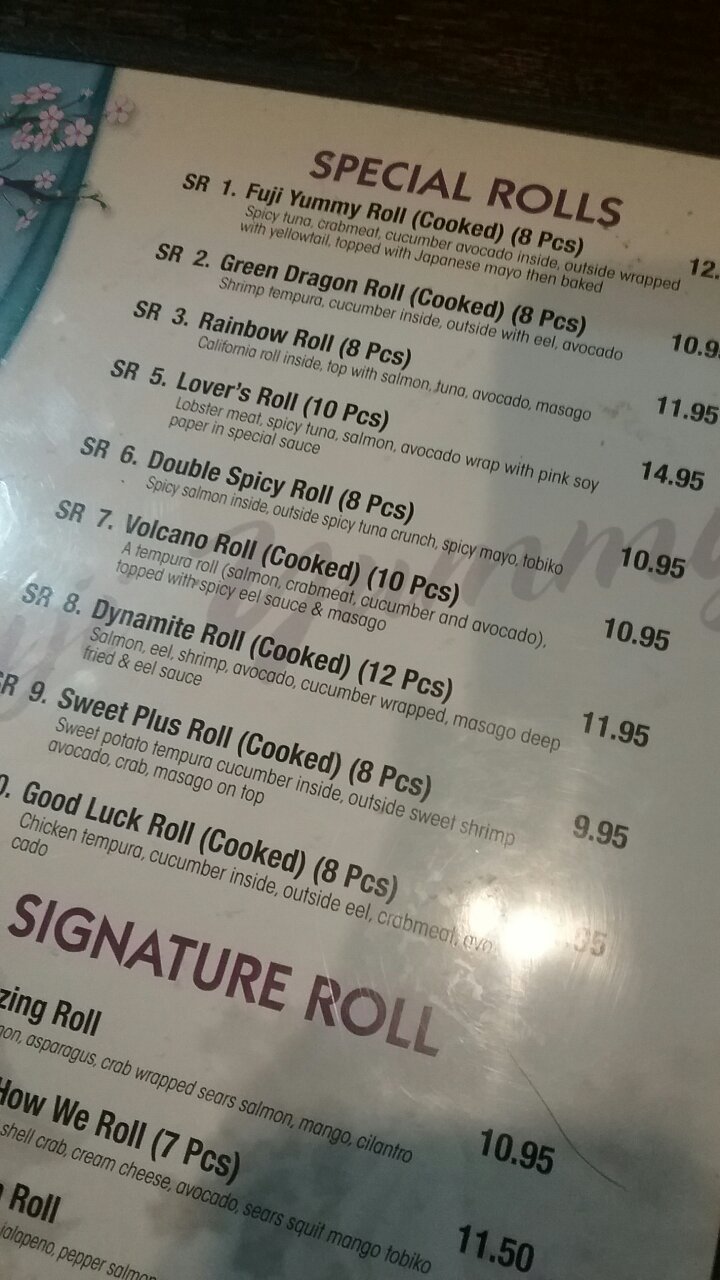 SPECIAL ROLLS
SR 1. Fuji Yummy Roll (Cooked) (8 Pcs) 12.
Spicy tuna, crabmeat, cucumber avocado inside, outside wrapped
with yellowtail, topped with Japanese mayo then baked
SR 2. Green Dragon Roll (Cooked) (8 Pcs) 10.9
Shrimp tempura, cucumber inside, outside with eel, avocado
SR 3. Rainbow Roll (8 Pcs) 11.95
California roll inside, top with salmon, tuna, avocado, masago
SR 5. Lover's Roll (10 Pcs) 14.95
Lobster meat, spicy tuna, salmon, avocado wrap with pink soy
paper in special sauce
SR 6. Double Spicy Roll (8 Pcs) 10.95
Spicy salmon inside, outside spicy tuna crunch, spicy mayo, tobiko
SR 7. Volcano Roll (Cooked) (10 Pcs) 10.95
A tempura roll (salmon, crabmeat, cucumber and avocado),
topped with spicy eel sauce & masago
SR 8. Dynamite Roll (Cooked) (12 Pcs) 11.95
Salmon, eel, shrimp, avocado, cucumber wrapped, masago deep
fried & eel sauce
SR 9. Sweet Plus Roll (Cooked) (8 Pcs) 9.95
Sweet potato tempura cucumber inside, outside sweet shrimp
avocado, crab, masago on top
0. Good Luck Roll (Cooked) (8 Pcs) .95
Chicken tempura, cucumber inside, outside eel, crabmeat, avo
cado
SIGNATURE ROLL
zing Roll 10.95
on, asparagus, crab wrapped sears salmon, mango, cilantro
How We Roll (7 Pcs) 11.50
shell crab, cream cheese, avocado, sears squit mango tobiko
Roll
jalapeno, pepper salmon